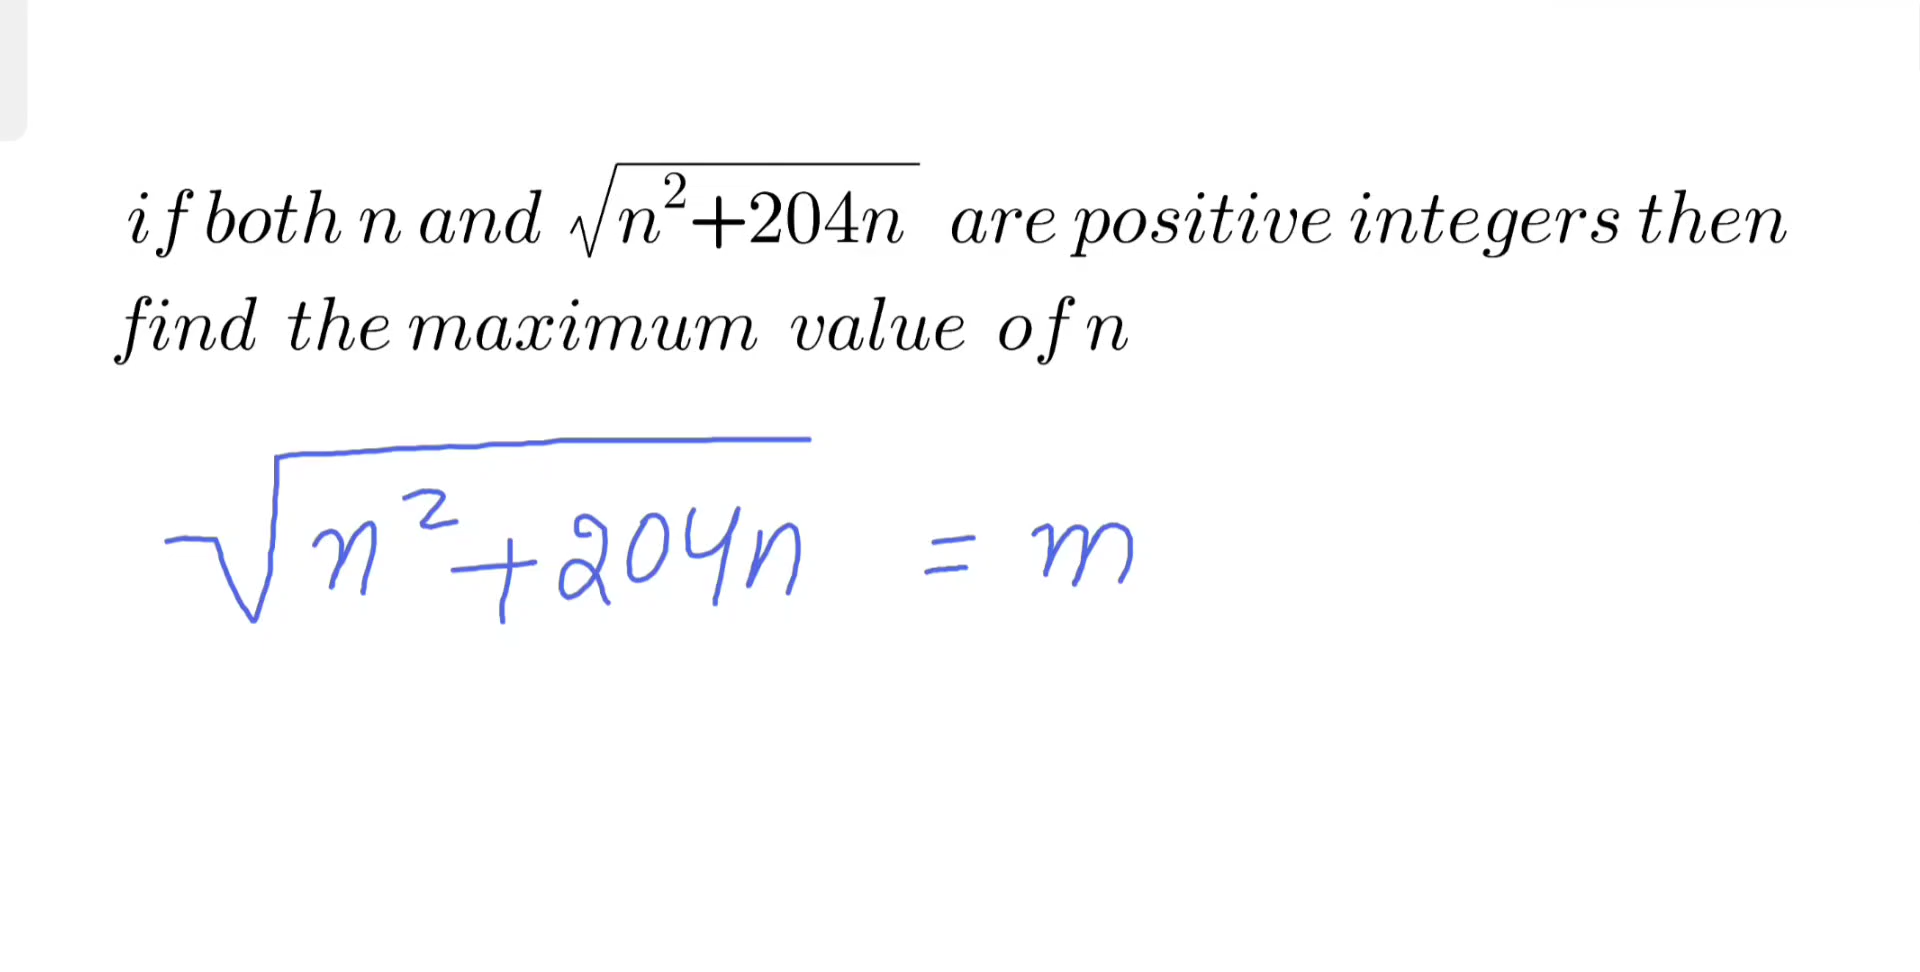 if both n and √n²+204n are positive integers then
find the maximum value of n
√n²+204n = m